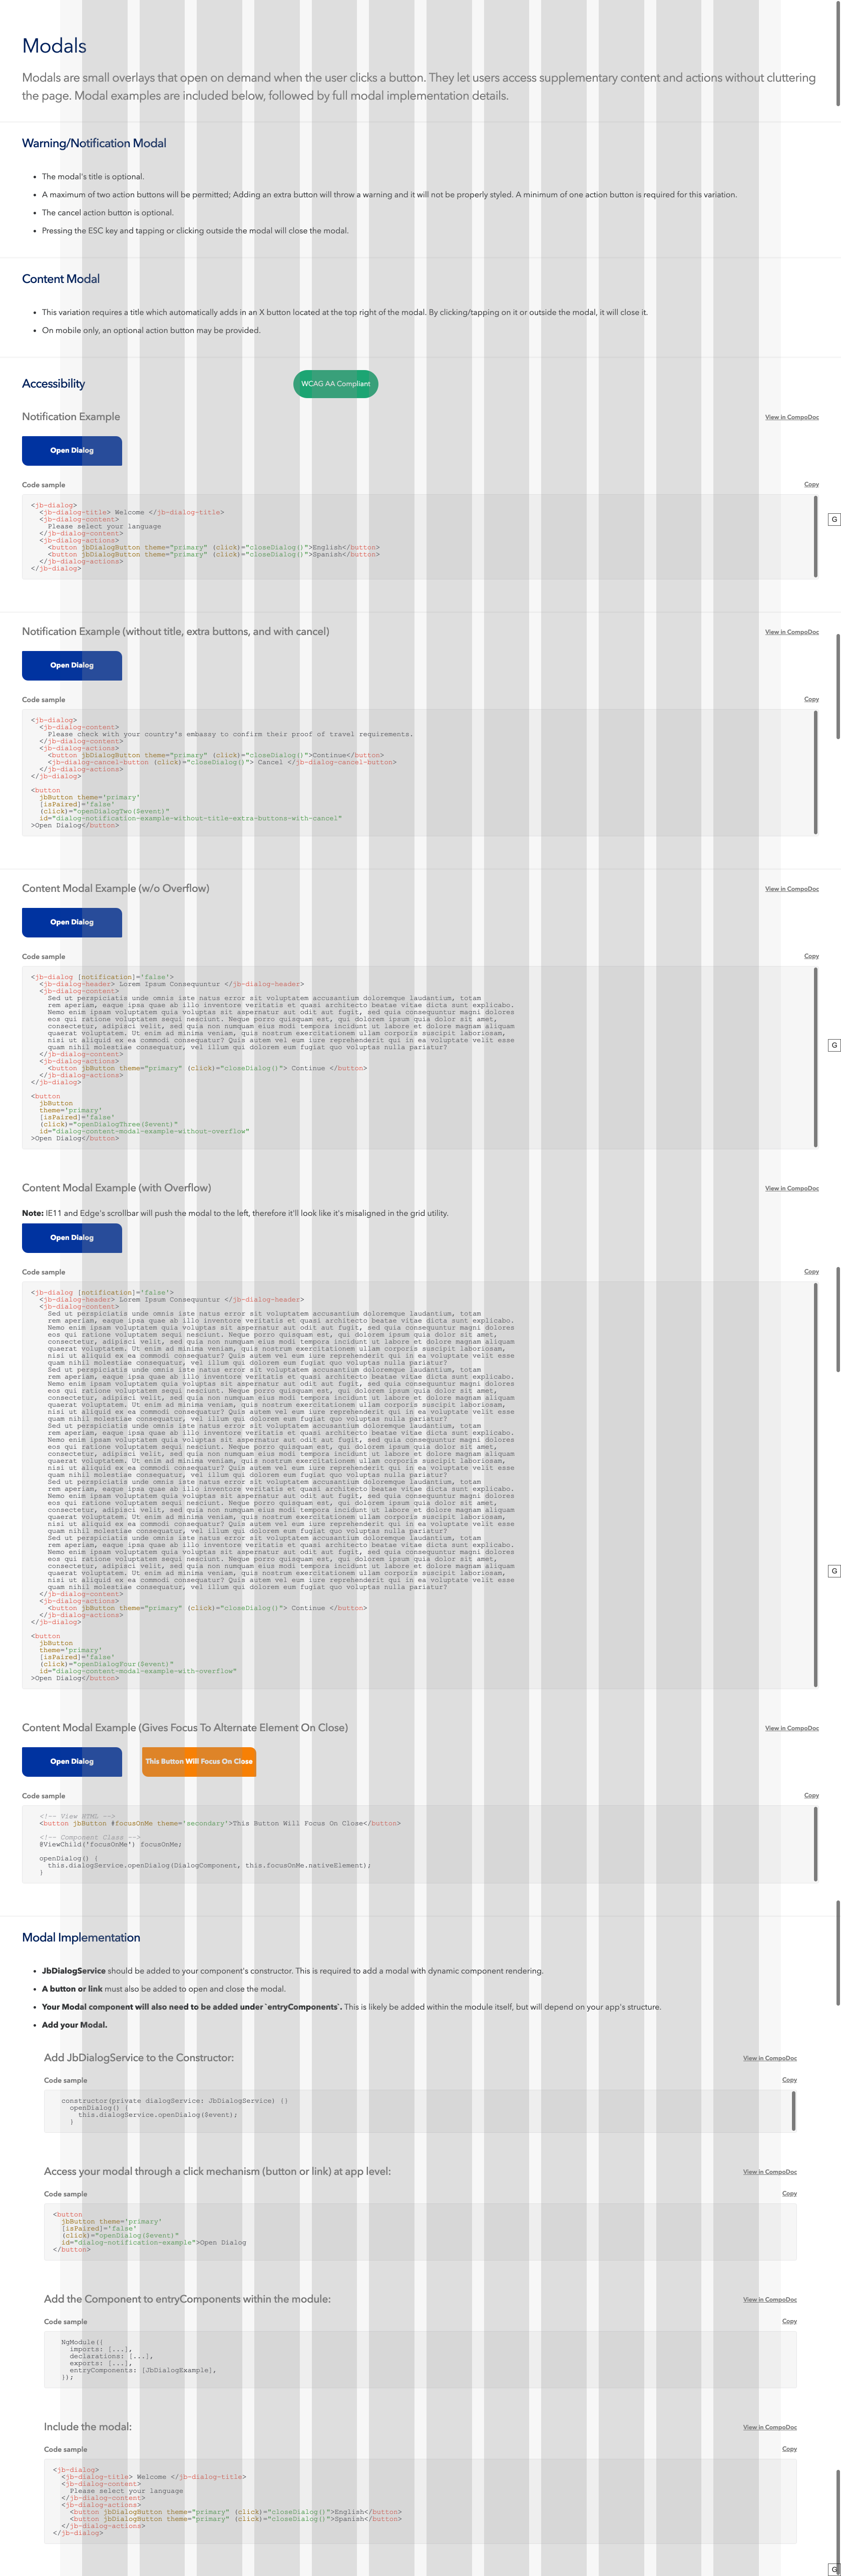 Modals
Modals are small overlays that open on demand when the user clicks a button. They let users access supplementary content and actions without cluttering
the page. Modal examples are included below, followed by full modal implementation details.
Warning/Notification Modal
• The modal's title is optional.
• A maximum of two action buttons will be permitted; Adding an extra button will throw a warning and it will not be properly styled. A minimum of one action button is required for this variation.
• The cancel action button is optional.
• Pressing the ESC key and tapping or clicking outside the modal will close the modal.
Content Modal
• This variation requires a title which automatically adds in an X button located at the top right of the modal. By clicking/tapping on it or outside the modal, it will close it.
• On mobile only, an optional action button may be provided.
Accessibility
WCAG AA Compliant
Notification Example
View in CompoDoc
Open Dialog
Code sample
Copy
<jb-dialog>
  <jb-dialog-title> Welcome </jb-dialog-title>
  <jb-dialog-content>
    Please select your language
  </jb-dialog-content>
  <jb-dialog-actions>
    <button jbDialogButton theme="primary" (click)="closeDialog()">English</button>
    <button jbDialogButton theme="primary" (click)="closeDialog()">Spanish</button>
  </jb-dialog-actions>
</jb-dialog>
G
Notification Example (without title, extra buttons, and with cancel)
View in CompoDoc
Open Dialog
Code sample
Copy
<jb-dialog>
  <jb-dialog-content>
    Please check with your country's embassy to confirm their proof of travel requirements.
  </jb-dialog-content>
  <jb-dialog-actions>
    <button jbDialogButton theme="primary" (click)="closeDialog()">Continue</button>
    <jb-dialog-cancel-button (click)="closeDialog()"> Cancel </jb-dialog-cancel-button>
  </jb-dialog-actions>
</jb-dialog>
<button
  jbButton theme='primary'
  [isPaired]='false'
  (click)="openDialogTwo($event)"
  id="dialog-notification-example-without-title-extra-buttons-with-cancel"
>Open Dialog</button>
Content Modal Example (w/o Overflow)
View in CompoDoc
Open Dialog
Code sample
Copy
<jb-dialog [notification]='false'>
  <jb-dialog-header> Lorem Ipsum Consequuntur </jb-dialog-header>
  <jb-dialog-content>
    Sed ut perspiciatis unde omnis iste natus error sit voluptatem accusantium doloremque laudantium, totam
    rem aperiam, eaque ipsa quae ab illo inventore veritatis et quasi architecto beatae vitae dicta sunt explicabo.
    Nemo enim ipsam voluptatem quia voluptas sit aspernatur aut odit aut fugit, sed quia consequuntur magni dolores
    eos qui ratione voluptatem sequi nesciunt. Neque porro quisquam est, qui dolorem ipsum quia dolor sit amet,
    consectetur, adipisci velit, sed quia non numquam eius modi tempora incidunt ut labore et dolore magnam aliquam
    quaerat voluptatem. Ut enim ad minima veniam, quis nostrum exercitationem ullam corporis suscipit laboriosam,
    nisi ut aliquid ex ea commodi consequatur? Quis autem vel eum iure reprehenderit qui in ea voluptate velit esse
    quam nihil molestiae consequatur, vel illum qui dolorem eum fugiat quo voluptas nulla pariatur?
  </jb-dialog-content>
  <jb-dialog-actions>
    <button jbButton theme="primary" (click)="closeDialog()"> Continue </button>
  </jb-dialog-actions>
</jb-dialog>
G
<button
  jbButton
  theme='primary'
  [isPaired]='false'
  (click)="openDialogThree($event)"
  id="dialog-content-modal-example-without-overflow"
>Open Dialog</button>
Content Modal Example (with Overflow)
View in CompoDoc
Note: IE11 and Edge's scrollbar will push the modal to the left, therefore it'll look like it's misaligned in the grid utility.
Open Dialog
Code sample
Copy
<jb-dialog [notification]='false'>
  <jb-dialog-header> Lorem Ipsum Consequuntur </jb-dialog-header>
  <jb-dialog-content>
    Sed ut perspiciatis unde omnis iste natus error sit voluptatem accusantium doloremque laudantium, totam
    rem aperiam, eaque ipsa quae ab illo inventore veritatis et quasi architecto beatae vitae dicta sunt explicabo.
    Nemo enim ipsam voluptatem quia voluptas sit aspernatur aut odit aut fugit, sed quia consequuntur magni dolores
    eos qui ratione voluptatem sequi nesciunt. Neque porro quisquam est, qui dolorem ipsum quia dolor sit amet,
    consectetur, adipisci velit, sed quia non numquam eius modi tempora incidunt ut labore et dolore magnam aliquam
    quaerat voluptatem. Ut enim ad minima veniam, quis nostrum exercitationem ullam corporis suscipit laboriosam,
    nisi ut aliquid ex ea commodi consequatur? Quis autem vel eum iure reprehenderit qui in ea voluptate velit esse
    quam nihil molestiae consequatur, vel illum qui dolorem eum fugiat quo voluptas nulla pariatur?
    Sed ut perspiciatis unde omnis iste natus error sit voluptatem accusantium doloremque laudantium, totam
    rem aperiam, eaque ipsa quae ab illo inventore veritatis et quasi architecto beatae vitae dicta sunt explicabo.
    Nemo enim ipsam voluptatem quia voluptas sit aspernatur aut odit aut fugit, sed quia consequuntur magni dolores
    eos qui ratione voluptatem sequi nesciunt. Neque porro quisquam est, qui dolorem ipsum quia dolor sit amet,
    consectetur, adipisci velit, sed quia non numquam eius modi tempora incidunt ut labore et dolore magnam aliquam
    quaerat voluptatem. Ut enim ad minima veniam, quis nostrum exercitationem ullam corporis suscipit laboriosam,
    nisi ut aliquid ex ea commodi consequatur? Quis autem vel eum iure reprehenderit qui in ea voluptate velit esse
    quam nihil molestiae consequatur, vel illum qui dolorem eum fugiat quo voluptas nulla pariatur?
    Sed ut perspiciatis unde omnis iste natus error sit voluptatem accusantium doloremque laudantium, totam
    rem aperiam, eaque ipsa quae ab illo inventore veritatis et quasi architecto beatae vitae dicta sunt explicabo.
    Nemo enim ipsam voluptatem quia voluptas sit aspernatur aut odit aut fugit, sed quia consequuntur magni dolores
    eos qui ratione voluptatem sequi nesciunt. Neque porro quisquam est, qui dolorem ipsum quia dolor sit amet,
    consectetur, adipisci velit, sed quia non numquam eius modi tempora incidunt ut labore et dolore magnam aliquam
    quaerat voluptatem. Ut enim ad minima veniam, quis nostrum exercitationem ullam corporis suscipit laboriosam,
    nisi ut aliquid ex ea commodi consequatur? Quis autem vel eum iure reprehenderit qui in ea voluptate velit esse
    quam nihil molestiae consequatur, vel illum qui dolorem eum fugiat quo voluptas nulla pariatur?
    Sed ut perspiciatis unde omnis iste natus error sit voluptatem accusantium doloremque laudantium, totam
    rem aperiam, eaque ipsa quae ab illo inventore veritatis et quasi architecto beatae vitae dicta sunt explicabo.
    Nemo enim ipsam voluptatem quia voluptas sit aspernatur aut odit aut fugit, sed quia consequuntur magni dolores
    eos qui ratione voluptatem sequi nesciunt. Neque porro quisquam est, qui dolorem ipsum quia dolor sit amet,
    consectetur, adipisci velit, sed quia non numquam eius modi tempora incidunt ut labore et dolore magnam aliquam
    quaerat voluptatem. Ut enim ad minima veniam, quis nostrum exercitationem ullam corporis suscipit laboriosam,
    nisi ut aliquid ex ea commodi consequatur? Quis autem vel eum iure reprehenderit qui in ea voluptate velit esse
    quam nihil molestiae consequatur, vel illum qui dolorem eum fugiat quo voluptas nulla pariatur?
    Sed ut perspiciatis unde omnis iste natus error sit voluptatem accusantium doloremque laudantium, totam
    rem aperiam, eaque ipsa quae ab illo inventore veritatis et quasi architecto beatae vitae dicta sunt explicabo.
    Nemo enim ipsam voluptatem quia voluptas sit aspernatur aut odit aut fugit, sed quia consequuntur magni dolores
    eos qui ratione voluptatem sequi nesciunt. Neque porro quisquam est, qui dolorem ipsum quia dolor sit amet,
    consectetur, adipisci velit, sed quia non numquam eius modi tempora incidunt ut labore et dolore magnam aliquam
    quaerat voluptatem. Ut enim ad minima veniam, quis nostrum exercitationem ullam corporis suscipit laboriosam,
    nisi ut aliquid ex ea commodi consequatur? Quis autem vel eum iure reprehenderit qui in ea voluptate velit esse
    quam nihil molestiae consequatur, vel illum qui dolorem eum fugiat quo voluptas nulla pariatur?
  </jb-dialog-content>
  <jb-dialog-actions>
    <button jbButton theme="primary" (click)="closeDialog()"> Continue </button>
  </jb-dialog-actions>
</jb-dialog>
G
<button
  jbButton
  theme='primary'
  [isPaired]='false'
  (click)="openDialogFour($event)"
  id="dialog-content-modal-example-with-overflow"
>Open Dialog</button>
Content Modal Example (Gives Focus To Alternate Element On Close)
View in CompoDoc
Open Dialog
This Button Will Focus On Close
Code sample
Copy
<!-- View HTML -->
<button jbButton #focusOnMe theme='secondary'>This Button Will Focus On Close</button>
<!-- Component Class -->
@ViewChild('focusOnMe') focusOnMe;
openDialog() {
  this.dialogService.openDialog(DialogComponent, this.focusOnMe.nativeElement);
}
Modal Implementation
• JbDialogService should be added to your component's constructor. This is required to add a modal with dynamic component rendering.
• A button or link must also be added to open and close the modal.
• Your Modal component will also need to be added under `entryComponents`. This is likely be added within the module itself, but will depend on your app's structure.
• Add your Modal.
Add JbDialogService to the Constructor:
View in CompoDoc
Code sample
Copy
constructor(private dialogService: JbDialogService) {}
  openDialog() {
    this.dialogService.openDialog($event);
  }
Access your modal through a click mechanism (button or link) at app level:
View in CompoDoc
Code sample
Copy
<button
  jbButton theme='primary'
  [isPaired]='false'
  (click)="openDialog($event)"
  id="dialog-notification-example">Open Dialog
</button>
Add the Component to entryComponents within the module:
View in CompoDoc
Code sample
Copy
NgModule({
  imports: [...],
  declarations: [...],
  exports: [...],
  entryComponents: [JbDialogExample],
});
Include the modal:
View in CompoDoc
Code sample
Copy
<jb-dialog>
  <jb-dialog-title> Welcome </jb-dialog-title>
  <jb-dialog-content>
    Please select your language
  </jb-dialog-content>
  <jb-dialog-actions>
    <button jbDialogButton theme="primary" (click)="closeDialog()">English</button>
    <button jbDialogButton theme="primary" (click)="closeDialog()">Spanish</button>
  </jb-dialog-actions>
</jb-dialog>
G